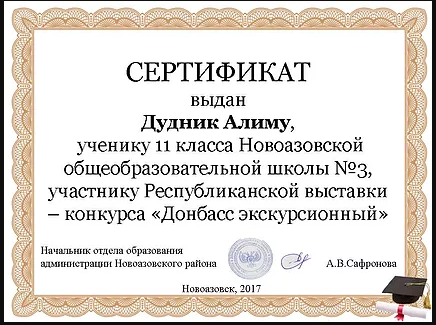 СЕРТИФИКАТ
выдан
Дудник Алиму,
ученику 11 класса Новоазовской
общеобразовательной школы №3,
участнику Республиканской выставки
– конкурса «Донбасс экскурсионный»
Начальник отдела образования
администрации Новоазовского района
А.В.Сафронова
Новоазовск, 2017